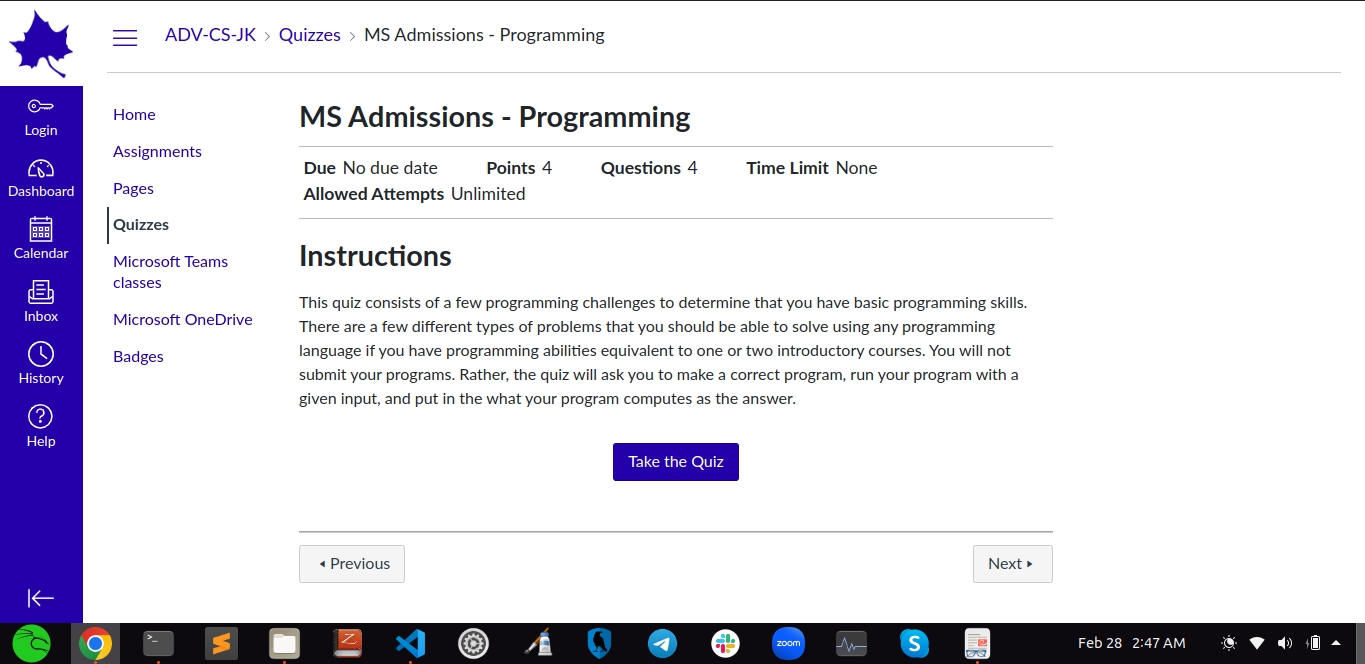 ADV-CS-JK › Quizzes › MS Admissions - Programming
Login
Dashboard
Calendar
Inbox
History
Help
Home
Assignments
Pages
Quizzes
Microsoft Teams
classes
Microsoft OneDrive
Badges
MS Admissions - Programming
Due No due date Points 4 Questions 4 Time Limit None
Allowed Attempts Unlimited
Instructions
This quiz consists of a few programming challenges to determine that you have basic programming skills.
There are a few different types of problems that you should be able to solve using any programming
language if you have programming abilities equivalent to one or two introductory courses. You will not
submit your programs. Rather, the quiz will ask you to make a correct program, run your program with a
given input, and put in the what your program computes as the answer.
Take the Quiz
Previous
Next
zoom
S
Feb 28 2:47 AM